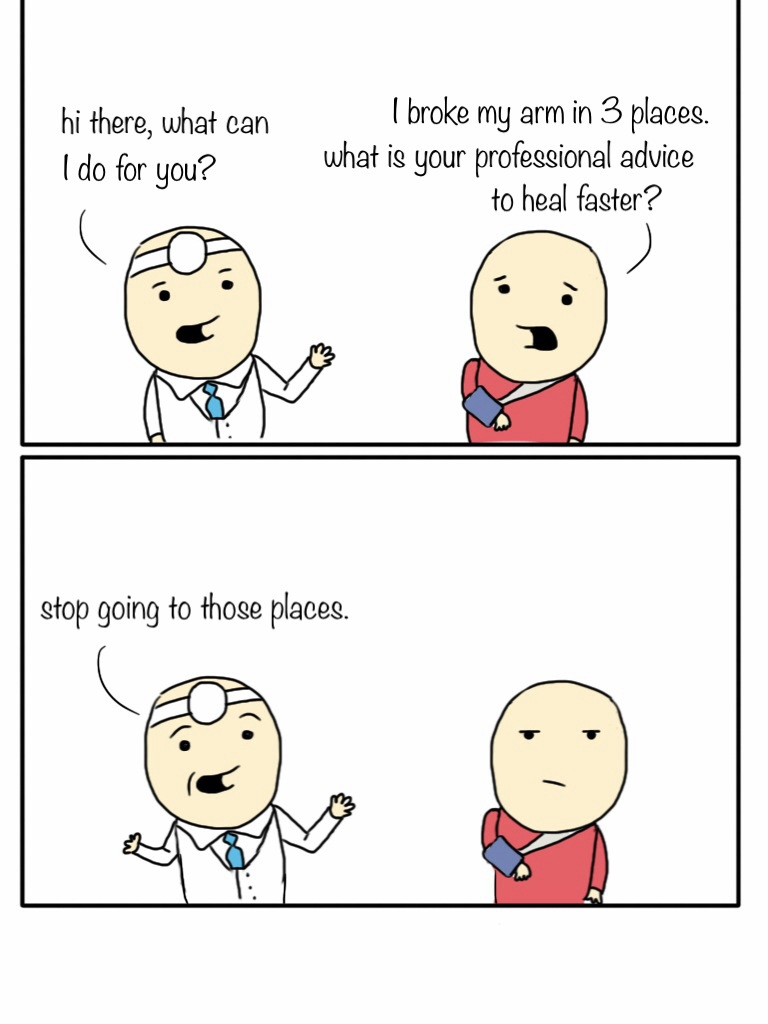 hi there, what can
I do for you?
I broke my arm in 3 places.
what is your professional advice
to heal faster?
stop going to those places.